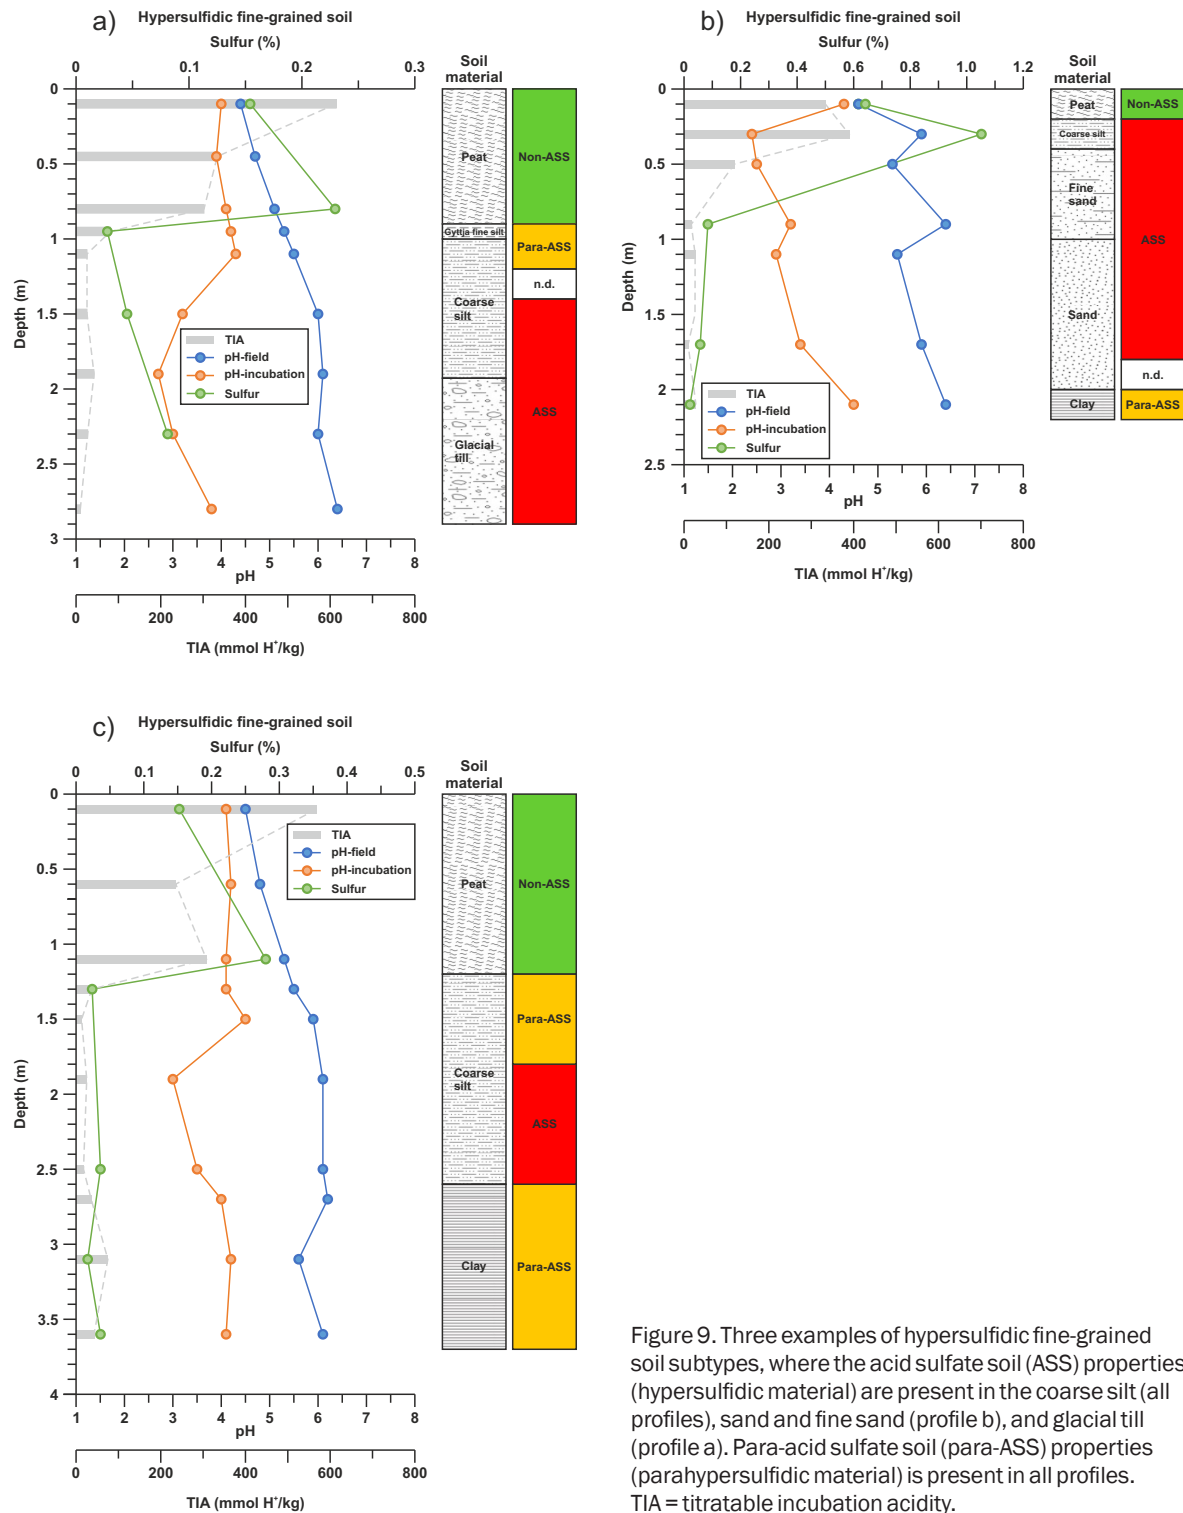 a)
Hypersulfidic fine-grained soil
Sulfur (%)
0 0.1 0.2 0.3
Soil
material
0
0.5
1
1.5
2
2.5
3
Depth (m)
Peat
Gyttja fine silt
Coarse
silt
Glacial
till
Non-ASS
Para-ASS
n.d.
ASS
TIA
pH-field
pH-incubation
Sulfur
1 2 3 4 5 6 7 8
pH
0 200 400 600 800
TIA (mmol H⁺/kg)
b)
Hypersulfidic fine-grained soil
Sulfur (%)
0 0.2 0.4 0.6 0.8 1.0 1.2
Soil
material
0
0.5
1
1.5
2
2.5
Depth (m)
Peat
Coarse silt
Fine
sand
Sand
Clay
Non-ASS
ASS
n.d.
Para-ASS
TIA
pH-field
pH-incubation
Sulfur
1 2 3 4 5 6 7 8
pH
0 200 400 600 800
TIA (mmol H⁺/kg)
c)
Hypersulfidic fine-grained soil
Sulfur (%)
0 0.1 0.2 0.3 0.4 0.5
Soil
material
0
0.5
1
1.5
2
2.5
3
3.5
4
Depth (m)
TIA
pH-field
pH-incubation
Sulfur
Peat
Coarse
silt
Clay
Non-ASS
Para-ASS
ASS
Para-ASS
1 2 3 4 5 6 7 8
pH
0 200 400 600 800
TIA (mmol H⁺/kg)
Figure 9. Three examples of hypersulfidic fine-grained
soil subtypes, where the acid sulfate soil (ASS) properties
(hypersulfidic material) are present in the coarse silt (all
profiles), sand and fine sand (profile b), and glacial till
(profile a). Para-acid sulfate soil (para-ASS) properties
(parahypersulfidic material) is present in all profiles.
TIA = titratable incubation acidity.